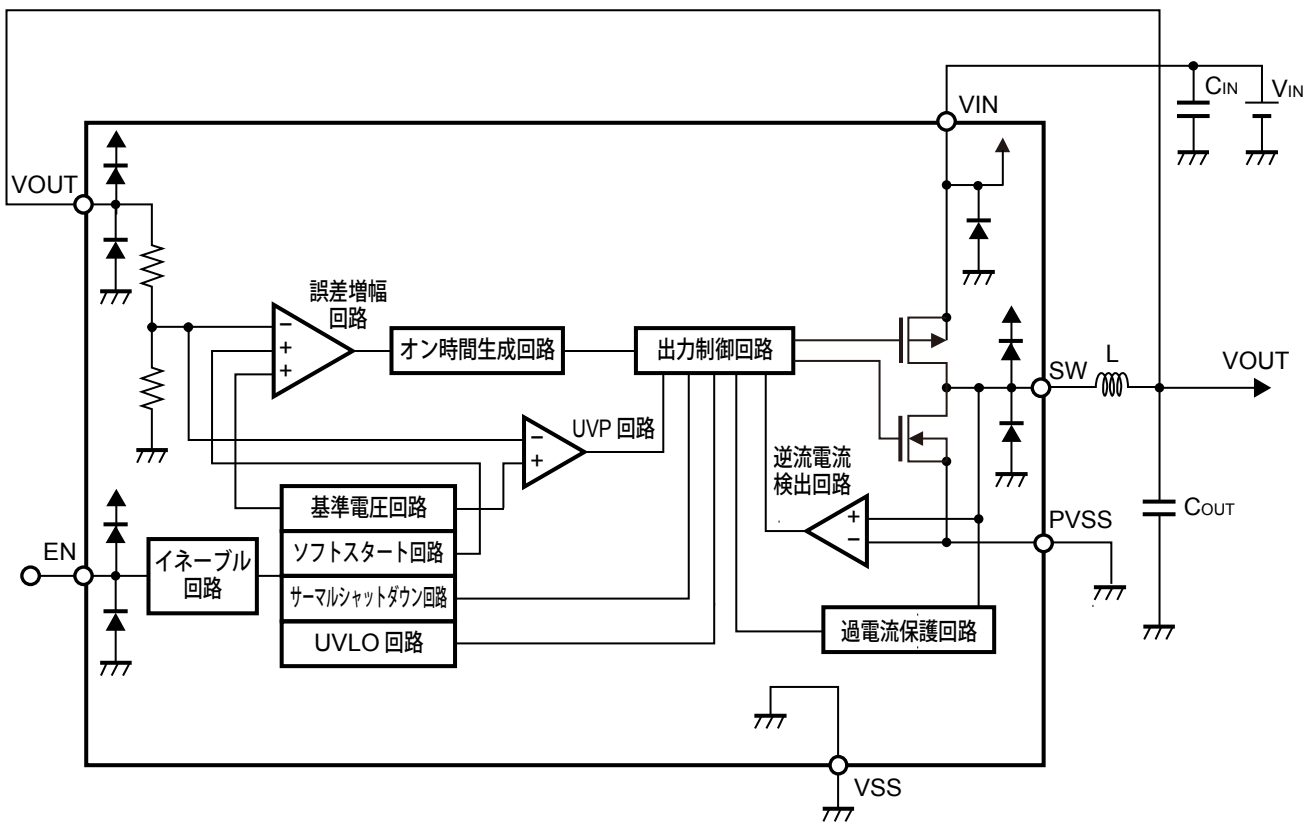 CIN
VIN
VIN
VOUT
誤差増幅
回路
−
+
+
オン時間生成回路
出力制御回路
SW
L
VOUT
UVP 回路
−
+
逆流電流
検出回路
+
−
基準電圧回路
ソフトスタート回路
サーマルシャットダウン回路
UVLO 回路
EN
イネーブル
回路
PVSS
COUT
過電流保護回路
VSS